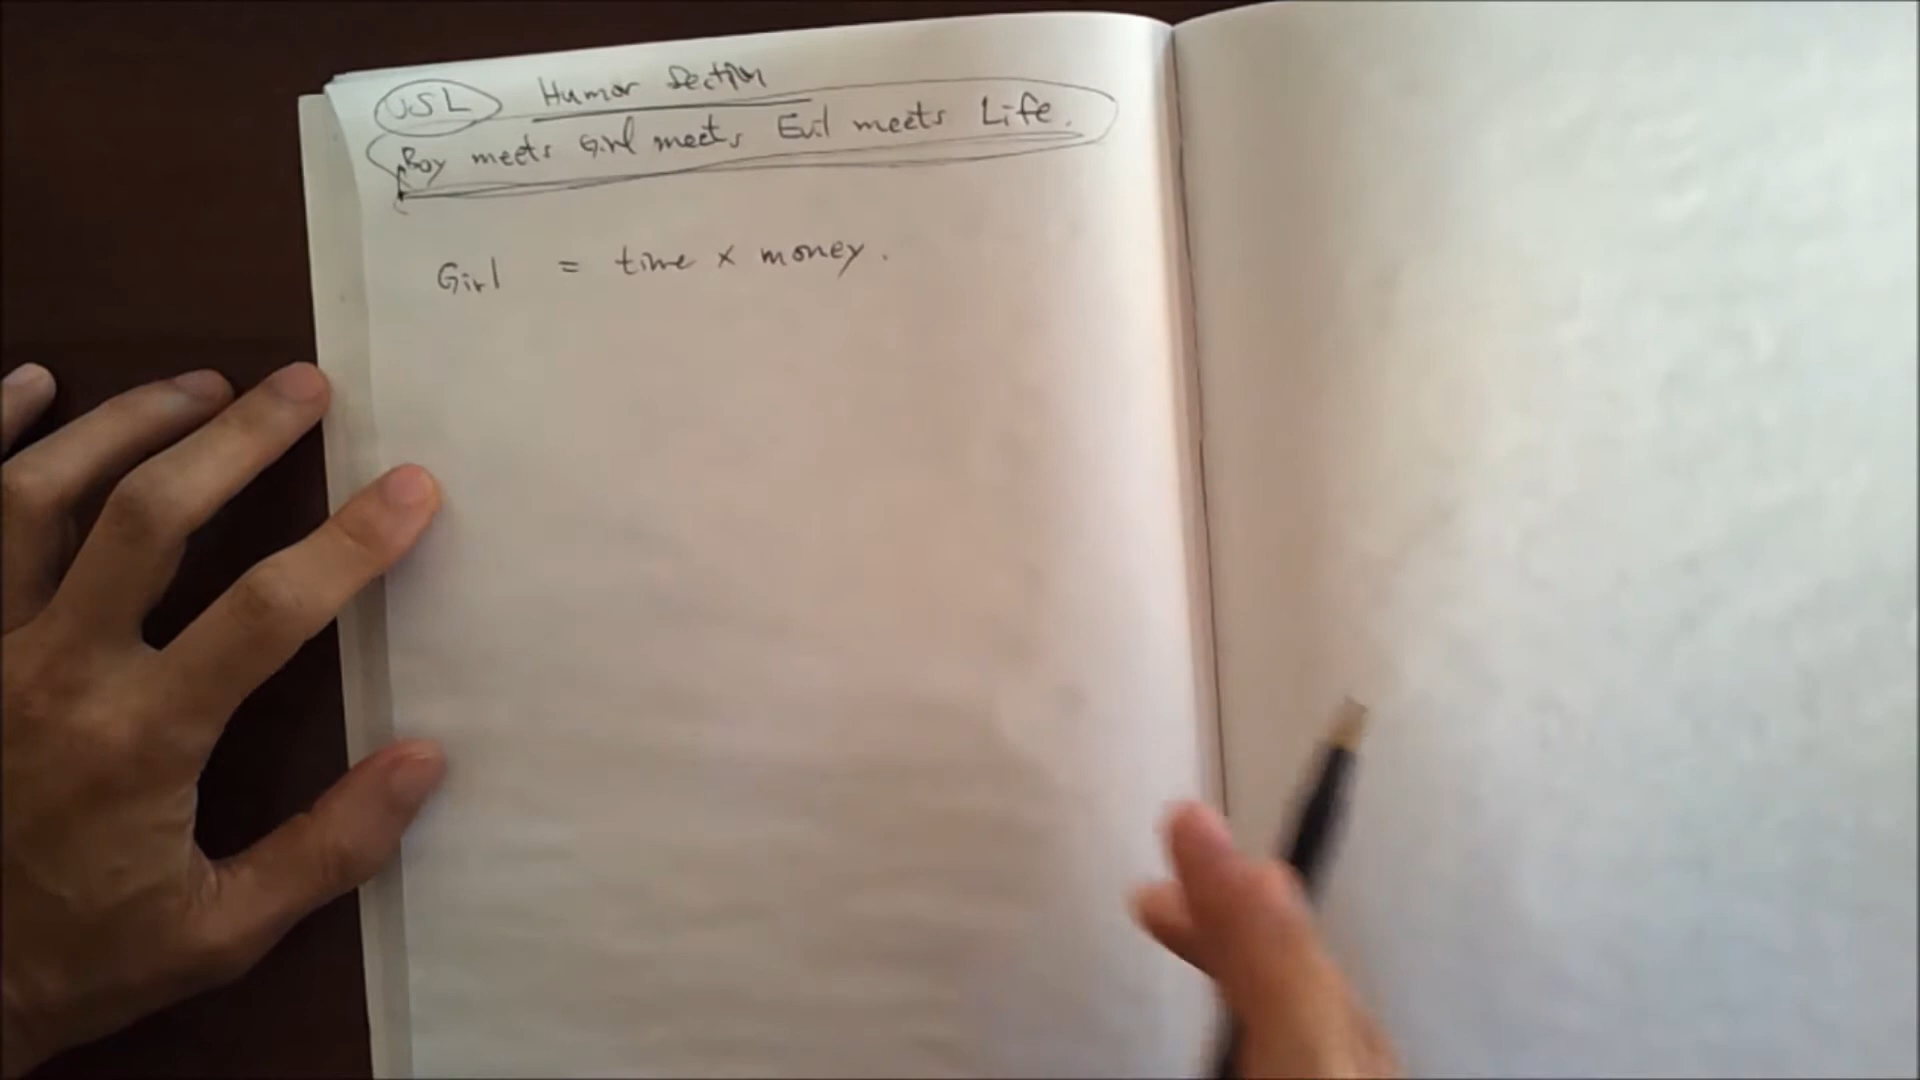 USL Humor Section
Boy meets Girl meets Evil meets Life.
Girl = time × money.